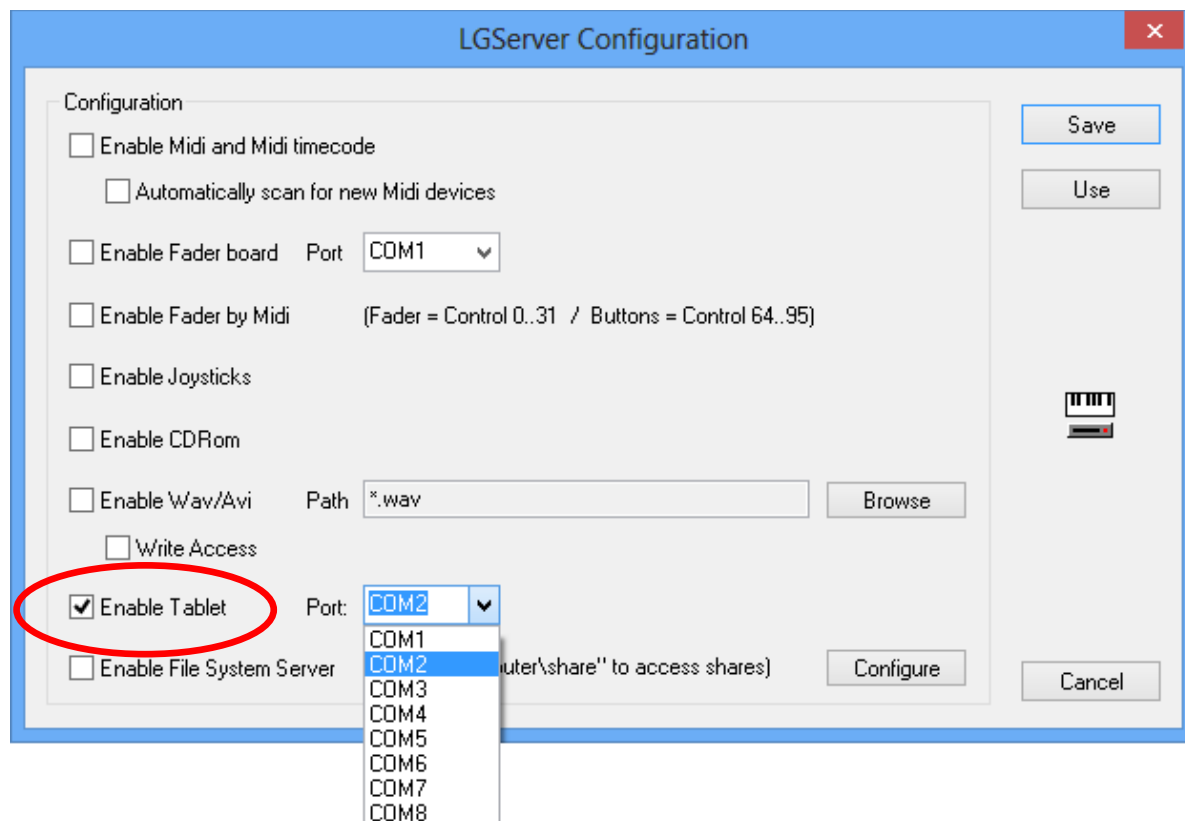 LGServer Configuration
Configuration
Enable Midi and Midi timecode
Save
Automatically scan for new Midi devices
Use
Enable Fader board Port COM1
Enable Fader by Midi (Fader = Control 0..31 / Buttons = Control 64..95)
Enable Joysticks
Enable CDRom
Enable Wav/Avi Path *.wav Browse
Write Access
Enable Tablet Port: COM2
COM1
Enable File System Server COM2 \share" to access shares) Configure
COM3
Cancel
COM4
COM5
COM6
COM7
COM8